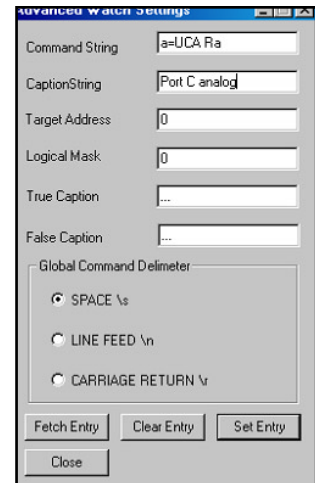 Advanced Watch Settings
Command String a=UCA Ra
CaptionString Port C analog
Target Address 0
Logical Mask 0
True Caption ...
False Caption ...
Global Command Delimeter
SPACE \s
LINE FEED \n
CARRIAGE RETURN \r
Fetch Entry Clear Entry Set Entry
Close